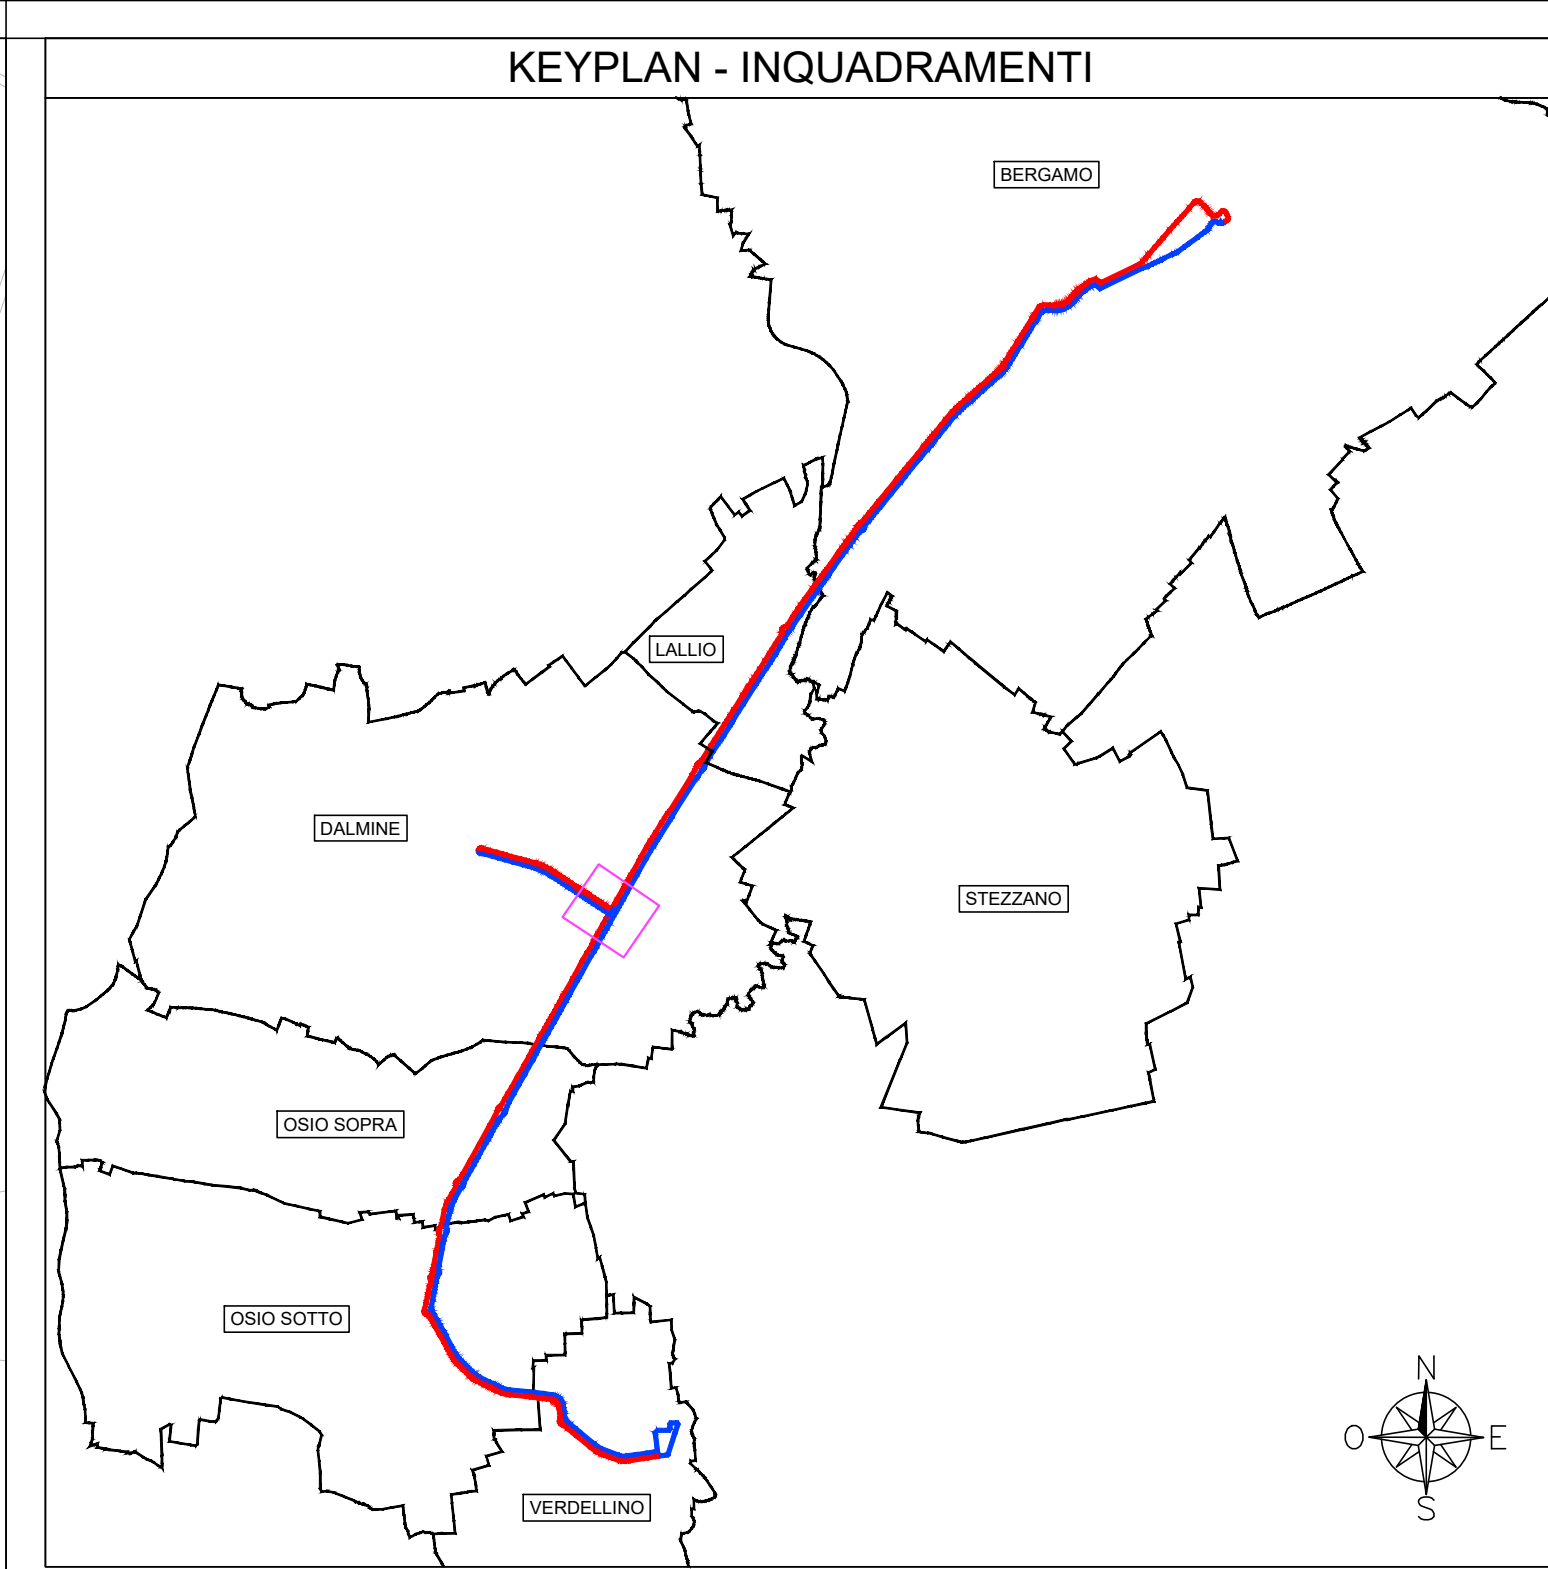 KEYPLAN - INQUADRAMENTI
BERGAMO
LALLIO
DALMINE
STEZZANO
OSIO SOPRA
OSIO SOTTO
N
O
E
S
VERDELLINO